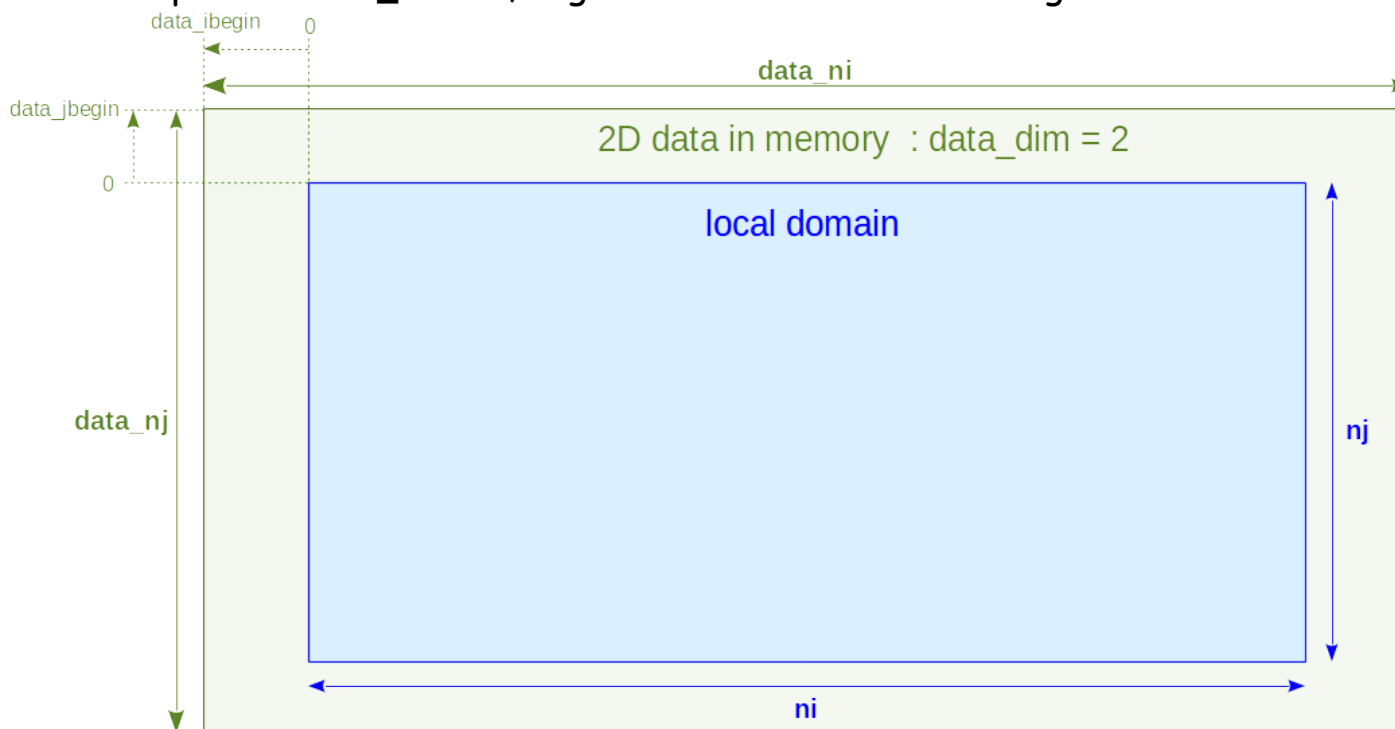 data_ibegin
0
data_ni
data_jbegin
2D data in memory : data_dim = 2
0
local domain
data_nj
nj
ni